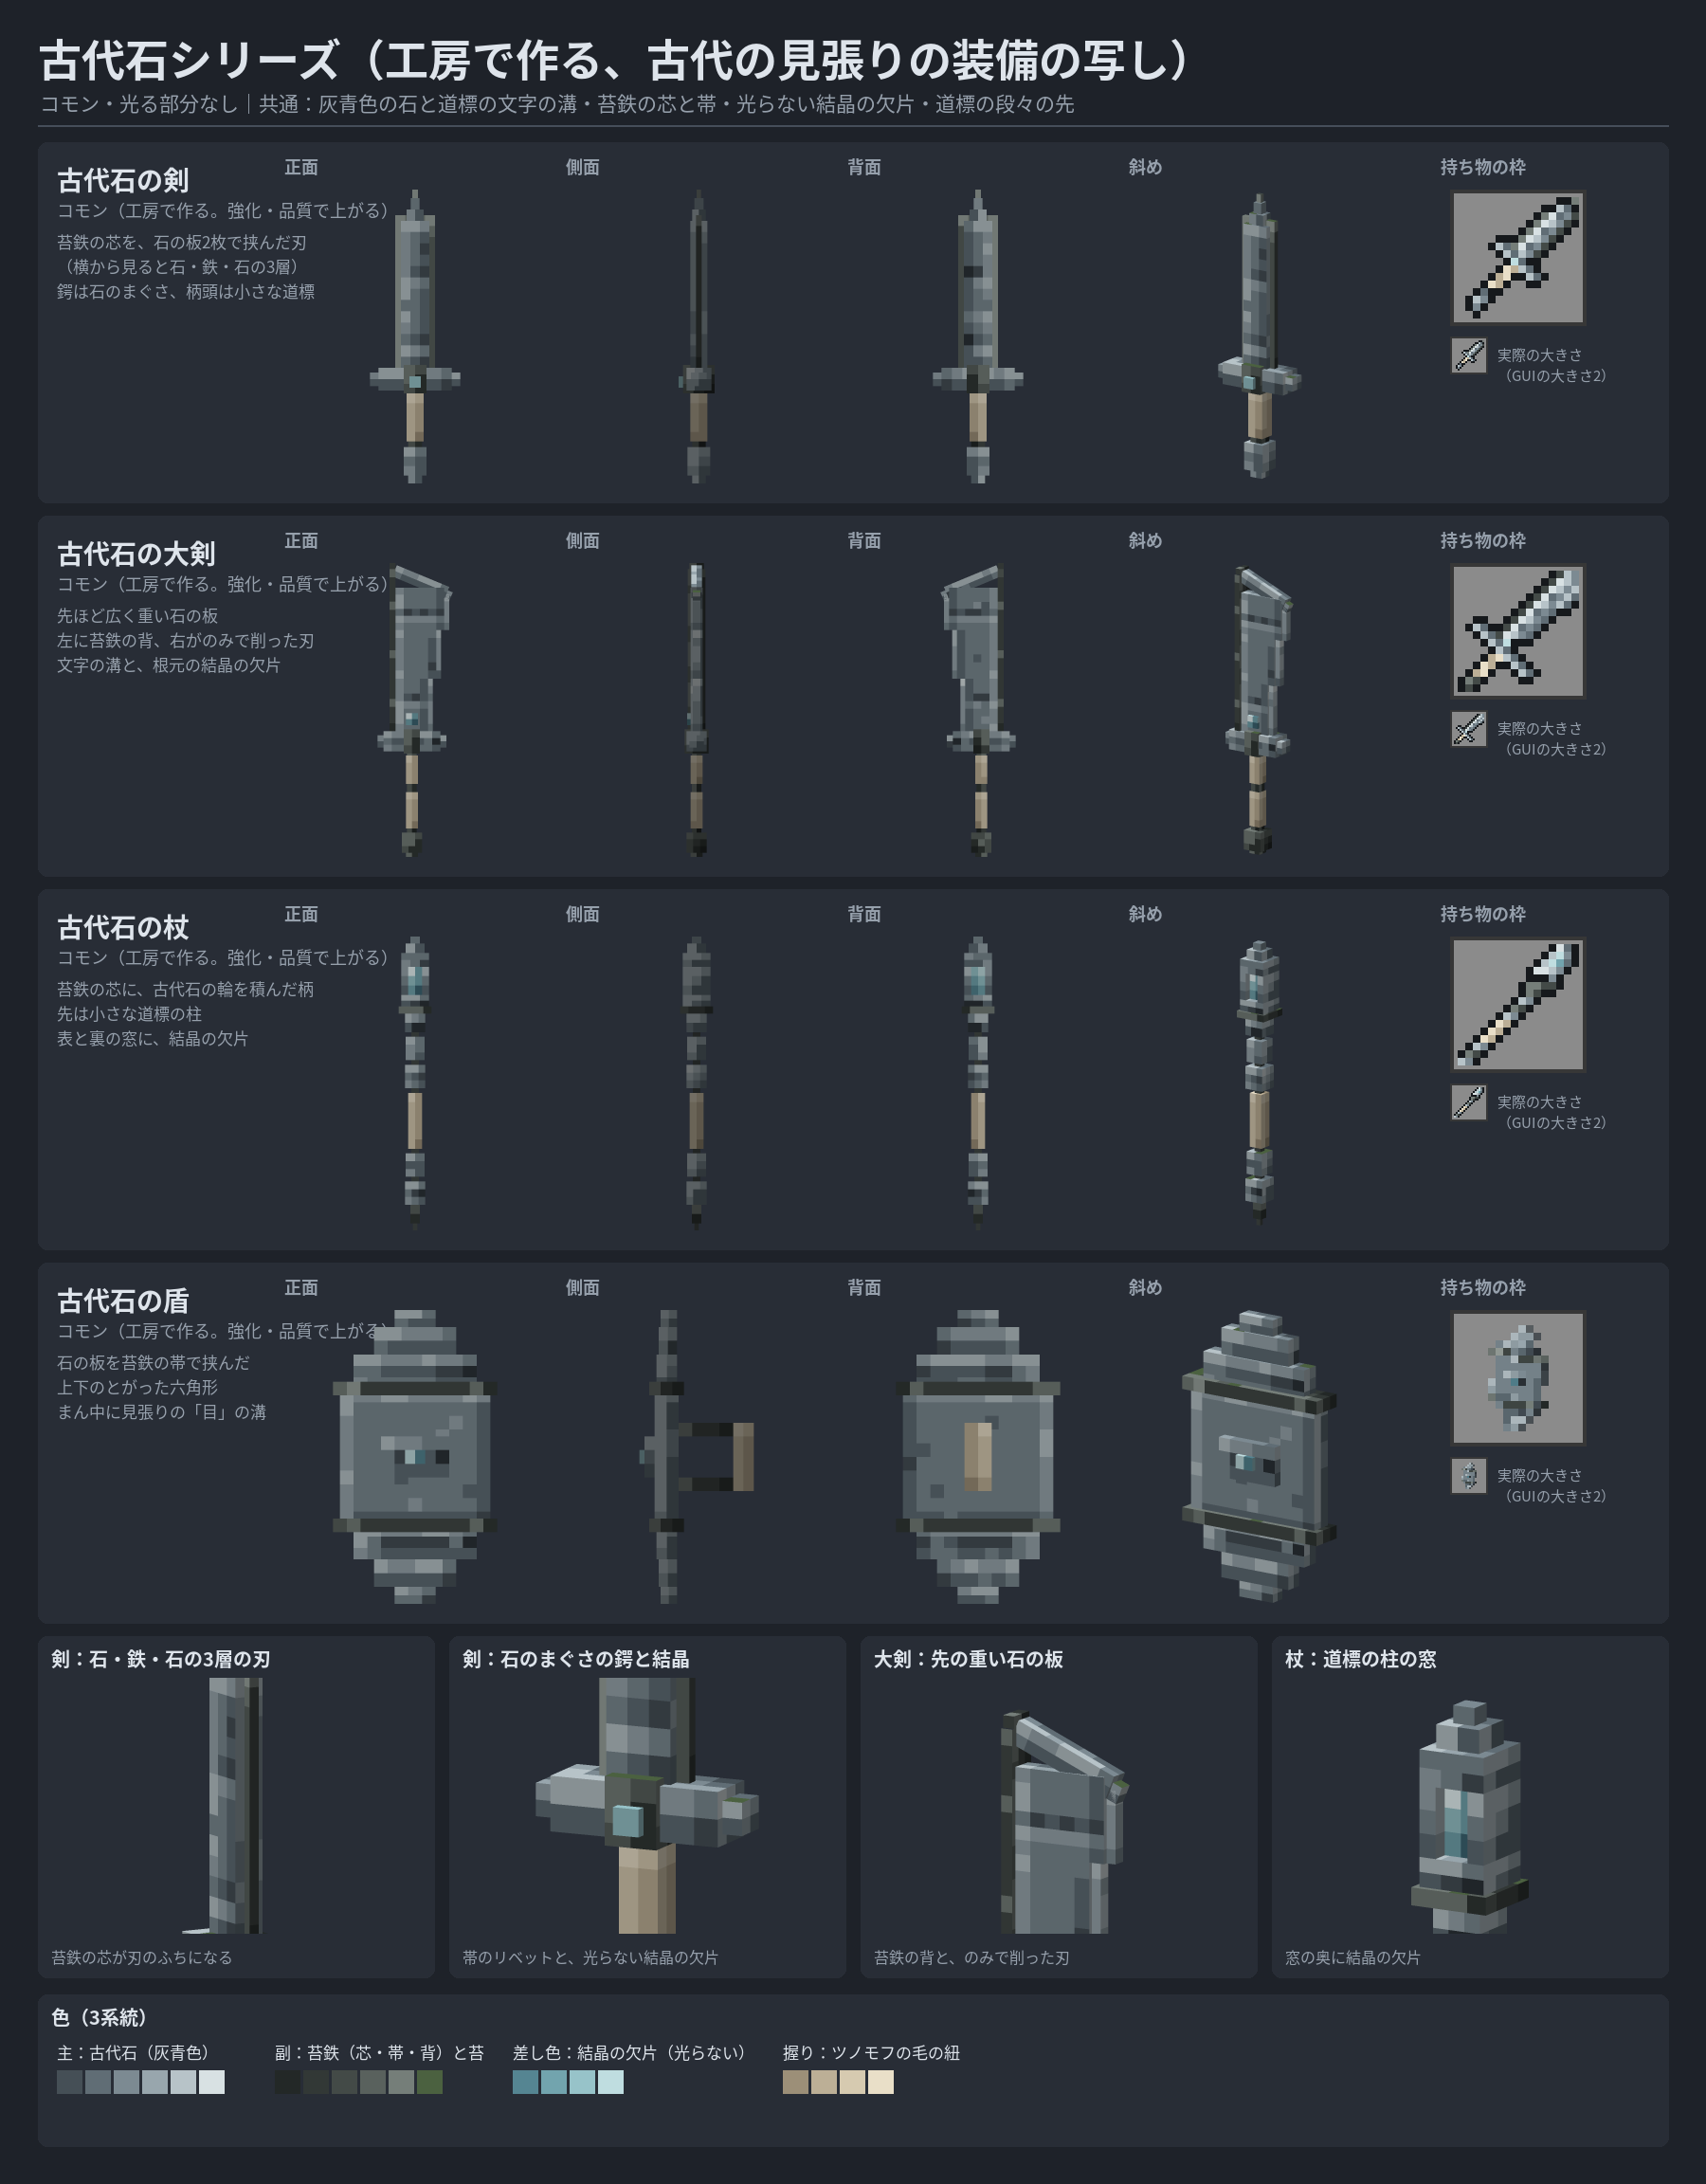 古代石シリーズ（工房で作る、古代の見張りの装備の写し）
コモン・光る部分なし｜共通：灰青色の石と道標の文字の溝・苔鉄の芯と帯・光らない結晶の欠片・道標の段々の先
古代石の剣
正面
側面
背面
斜め
持ち物の枠
コモン（工房で作る。強化・品質で上がる）
苔鉄の芯を、石の板2枚で挟んだ刃
（横から見ると石・鉄・石の3層）
鍔は石のまぐさ、柄頭は小さな道標
実際の大きさ
（GUIの大きさ2）
古代石の大剣
正面
側面
背面
斜め
持ち物の枠
コモン（工房で作る。強化・品質で上がる）
先ほど広く重い石の板
左に苔鉄の背、右がのみで削った刃
文字の溝と、根元の結晶の欠片
実際の大きさ
（GUIの大きさ2）
古代石の杖
正面
側面
背面
斜め
持ち物の枠
コモン（工房で作る。強化・品質で上がる）
苔鉄の芯に、古代石の輪を積んだ柄
先は小さな道標の柱
表と裏の窓に、結晶の欠片
実際の大きさ
（GUIの大きさ2）
古代石の盾
正面
側面
背面
斜め
持ち物の枠
コモン（工房で作る。強化・品質で上がる）
石の板を苔鉄の帯で挟んだ
上下のとがった六角形
まん中に見張りの「目」の溝
実際の大きさ
（GUIの大きさ2）
剣：石・鉄・石の3層の刃
苔鉄の芯が刃のふちになる
剣：石のまぐさの鍔と結晶
帯のリベットと、光らない結晶の欠片
大剣：先の重い石の板
苔鉄の背と、のみで削った刃
杖：道標の柱の窓
窓の奥に結晶の欠片
色（3系統）
主：古代石（灰青色）
副：苔鉄（芯・帯・背）と苔
差し色：結晶の欠片（光らない）
握り：ツノモフの毛の紐